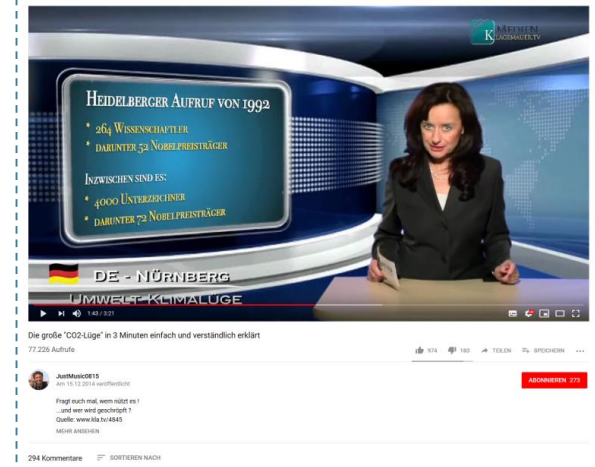 K MEDIEN
KLAGEMAUER.TV
HEIDELBERGER AUFRUF VON 1992
* 264 WISSENSCHAFTLER
* DARUNTER 52 NOBELPREISTRÄGER
INZWISCHEN SIND ES:
* 4000 UNTERZEICHNER
* DARUNTER 72 NOBELPREISTRÄGER
DE - NÜRNBERG
UMWELT KLIMALÜGE
1:43 / 3:21
Die große "CO2-Lüge" in 3 Minuten einfach und verständlich erklärt
77.226 Aufrufe
974 180 TEILEN SPEICHERN
JustMusic0815
Am 15.12.2014 veröffentlicht
ABONNIEREN 273
Fragt euch mal, wem nützt es !
...und wer wird geschröpft ?
Quelle: www.kla.tv/4845
MEHR ANSEHEN
294 Kommentare SORTIEREN NACH